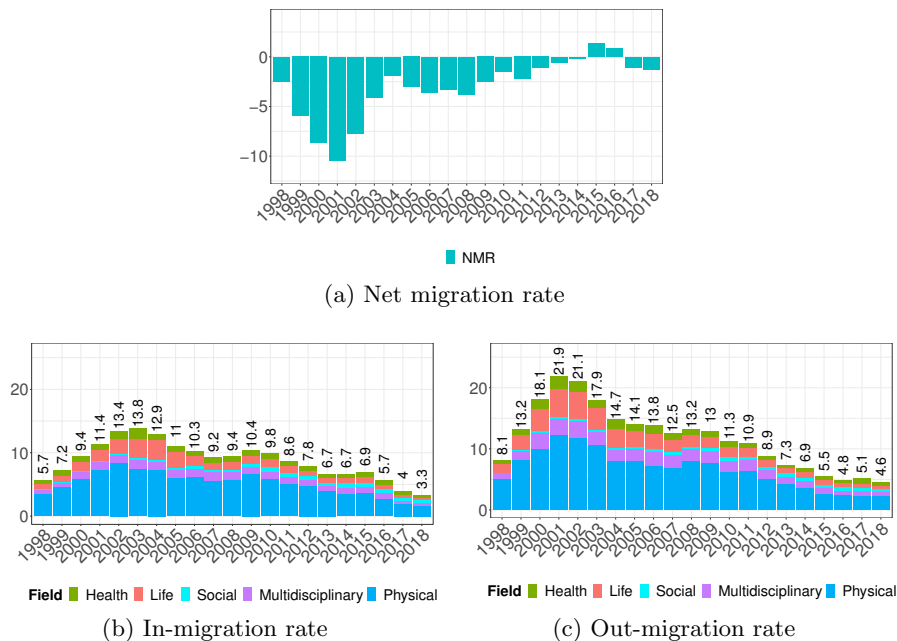 0
−5
−10
1998 1999 2000 2001 2002 2003 2004 2005 2006 2007 2008 2009 2010 2011 2012 2013 2014 2015 2016 2017 2018
NMR
(a) Net migration rate
20
10
0
5.7 7.2 9.4 11.4 13.4 13.8 12.9 11 10.3 9.2 9.4 10.4 9.8 8.6 7.8 6.7 6.7 6.9 5.7 4 3.3
1998 1999 2000 2001 2002 2003 2004 2005 2006 2007 2008 2009 2010 2011 2012 2013 2014 2015 2016 2017 2018
Field Health Life Social Multidisciplinary Physical
(b) In-migration rate
20
10
0
8.1 13.2 18.1 21.9 21.1 17.9 14.7 14.1 13.8 12.5 13.2 13 11.3 10.9 8.9 7.3 6.9 5.5 4.8 5.1 4.6
1998 1999 2000 2001 2002 2003 2004 2005 2006 2007 2008 2009 2010 2011 2012 2013 2014 2015 2016 2017 2018
Field Health Life Social Multidisciplinary Physical
(c) Out-migration rate